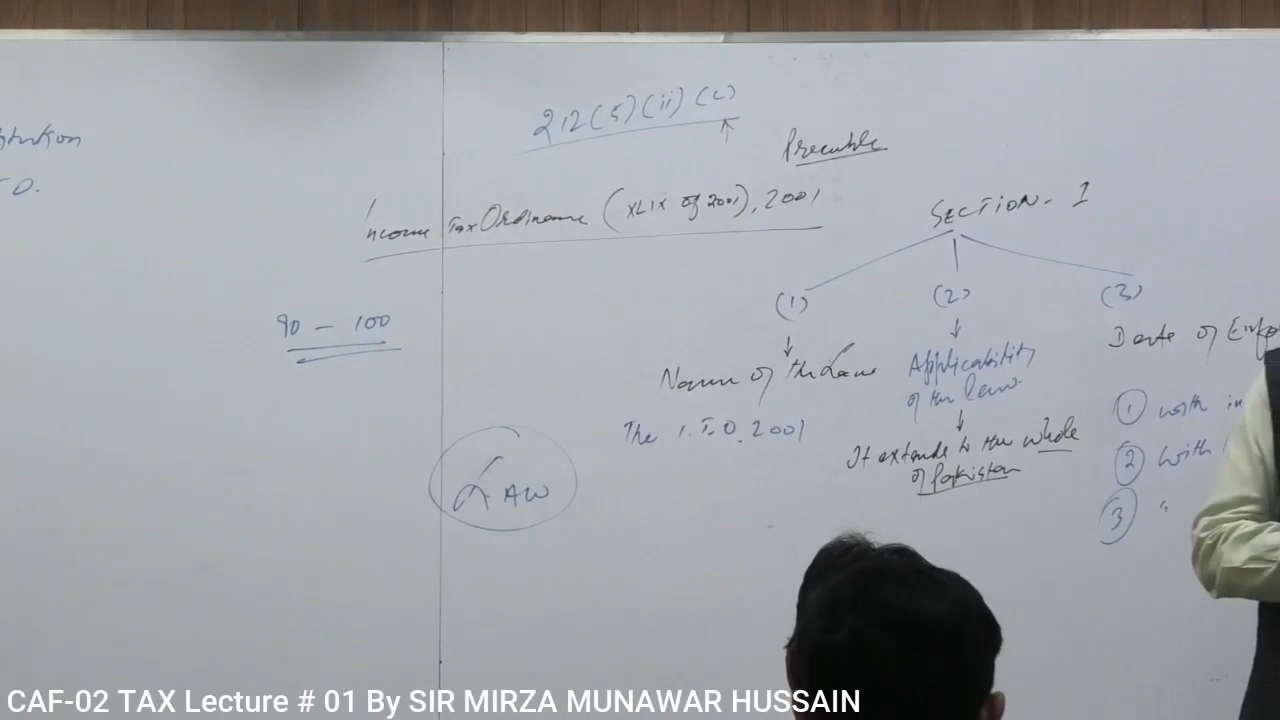 212(5)(ii)(c)
Preamble
Income Tax Ordinance (XLIX of 2001), 2001
SECTION - 1
(1)
(2)
(3)
90 - 100
Name of the Law
Applicability
of the law
Date of
The I.T.O. 2001
It extends to the whole
of Pakistan
1 with
2 with
3 "
LAW
CAF-02 TAX Lecture # 01 By SIR MIRZA MUNAWAR HUSSAIN